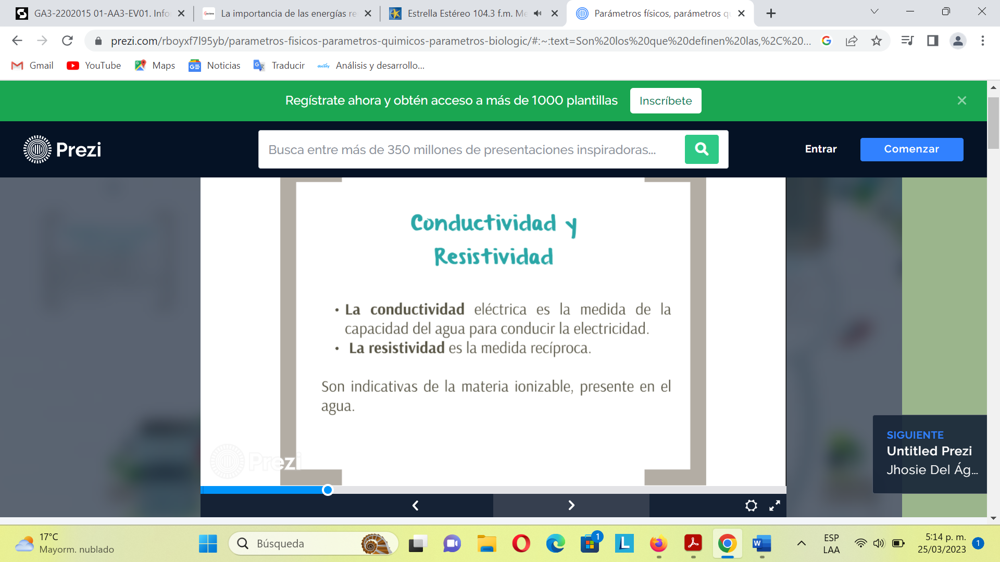 GA3-2202015 01-AA3-EV01. Info
La importancia de las energías re
Estrella Estéreo 104.3 f.m. Me
Parámetros físicos, parámetros q
prezi.com/rboyxf7l95yb/parametros-fisicos-parametros-quimicos-parametros-biologic/#:~:text=Son%20los%20que%20definen%20las,%2C%20...
Gmail
YouTube
Maps
Noticias
Traducir
docsity
Análisis y desarrollo...
Regístrate ahora y obtén acceso a más de 1000 plantillas
Inscríbete
Prezi
Busca entre más de 350 millones de presentaciones inspiradoras...
Entrar
Comenzar
Conductividad y
Resistividad
• La conductividad eléctrica es la medida de la
capacidad del agua para conducir la electricidad.
• La resistividad es la medida recíproca.
Son indicativas de la materia ionizable, presente en el
agua.
Prezi
SIGUIENTE
Untitled Prezi
Jhosie Del Ág...
17°C
Mayorm. nublado
Búsqueda
1
ESP
LAA
5:14 p. m.
25/03/2023
1